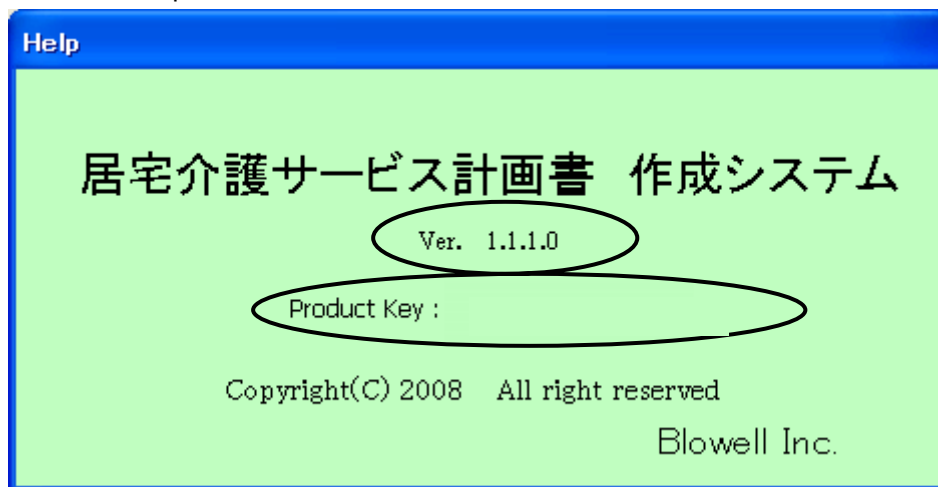 Help
居宅介護サービス計画書 作成システム
Ver. 1.1.1.0
Product Key :
Copyright(C) 2008 All right reserved
Blowell Inc.